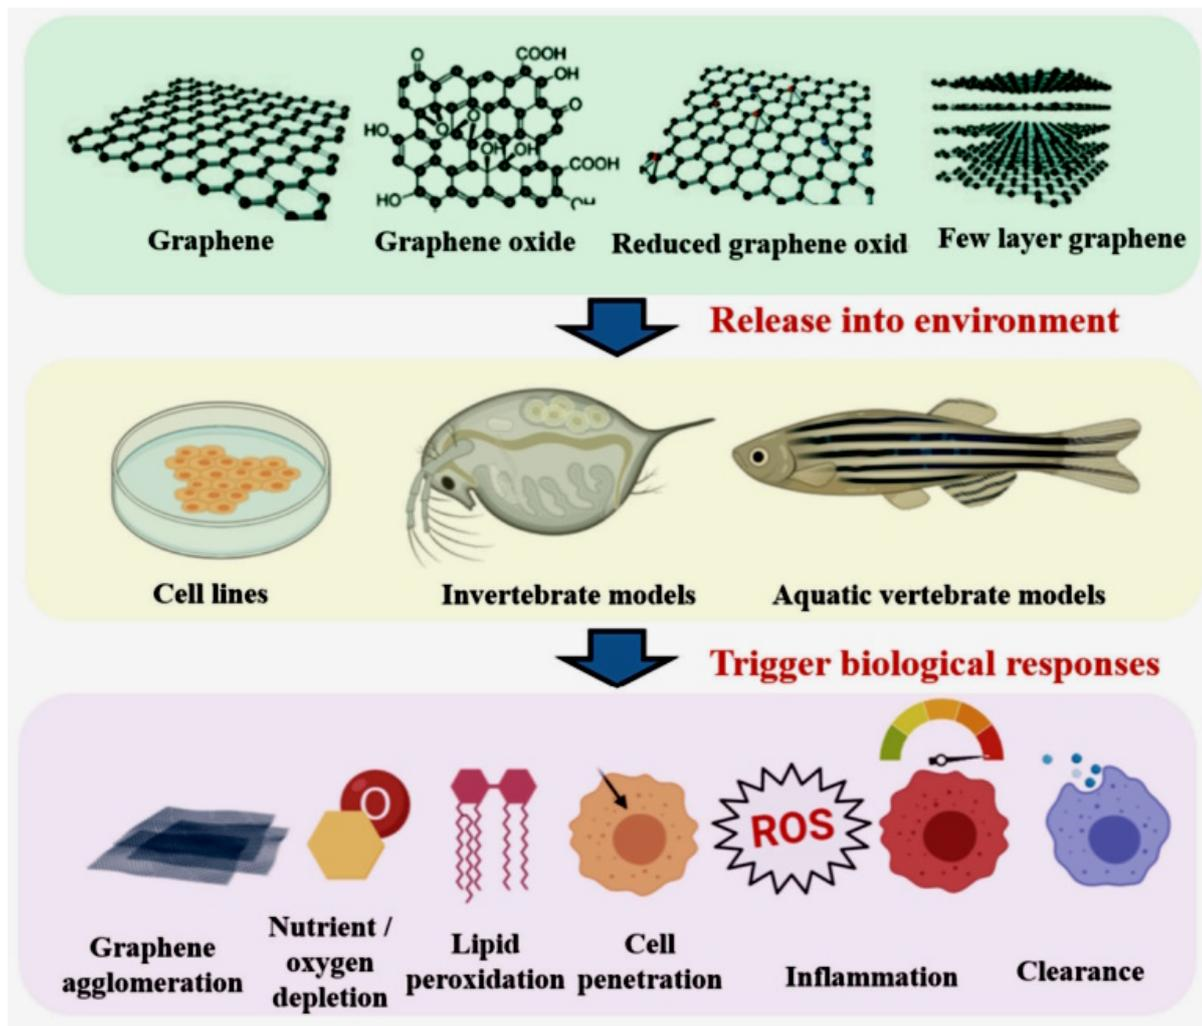 O
COOH
OH
O
O
O
HO
OH
OH
COOH
HO
OH
Graphene
Graphene oxide
Reduced graphene oxid
Few layer graphene
Release into environment
Cell lines
Invertebrate models
Aquatic vertebrate models
Trigger biological responses
O
ROS
Graphene
agglomeration
Nutrient /
oxygen
depletion
Lipid
peroxidation
Cell
penetration
Inflammation
Clearance